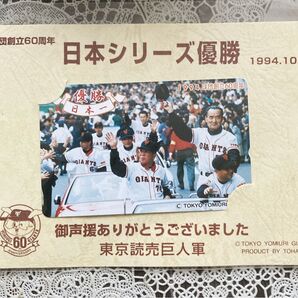 団創立60周年
日本シリーズ優勝
1994.10
優勝
日本一
GIANTS
GIANTS
GIANTS
C TOKYO YOMIURI
60
御声援ありがとうございました
東京読売巨人軍
C TOKYO YOMIURI GI
PRODUCT BY TOHA